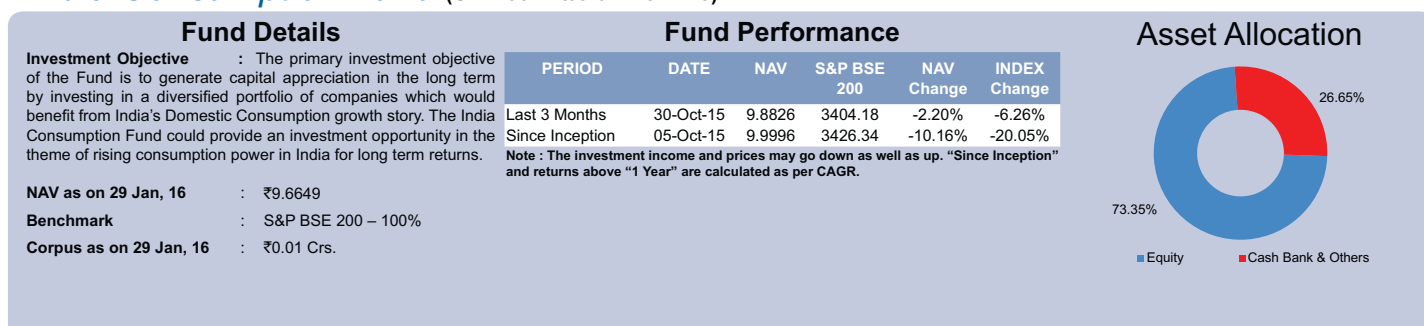 Fund Details
Investment Objective : The primary investment objective
of the Fund is to generate capital appreciation in the long term
by investing in a diversified portfolio of companies which would
benefit from India's Domestic Consumption growth story. The India
Consumption Fund could provide an investment opportunity in the
theme of rising consumption power in India for long term returns.
NAV as on 29 Jan, 16 : ₹9.6649
Benchmark : S&P BSE 200 – 100%
Corpus as on 29 Jan, 16 : ₹0.01 Crs.
Fund Performance
PERIOD DATE NAV S&P BSE 200 NAV Change INDEX Change
Last 3 Months 30-Oct-15 9.8826 3404.18 -2.20% -6.26%
Since Inception 05-Oct-15 9.9996 3426.34 -10.16% -20.05%
Note : The investment income and prices may go down as well as up. “Since Inception”
and returns above “1 Year” are calculated as per CAGR.
Asset Allocation
26.65%
73.35%
Equity Cash Bank & Others